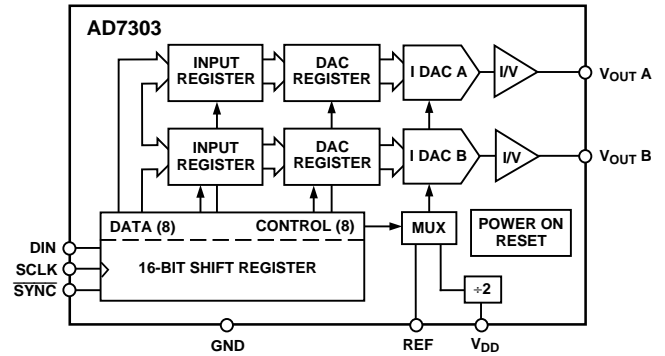 AD7303
INPUT
REGISTER
DAC
REGISTER
I DAC A
I/V
VOUT A
INPUT
REGISTER
DAC
REGISTER
I DAC B
I/V
VOUT B
DATA (8)
CONTROL (8)
MUX
POWER ON
RESET
DIN
SCLK
SYNC
16-BIT SHIFT REGISTER
÷2
GND
REF
VDD